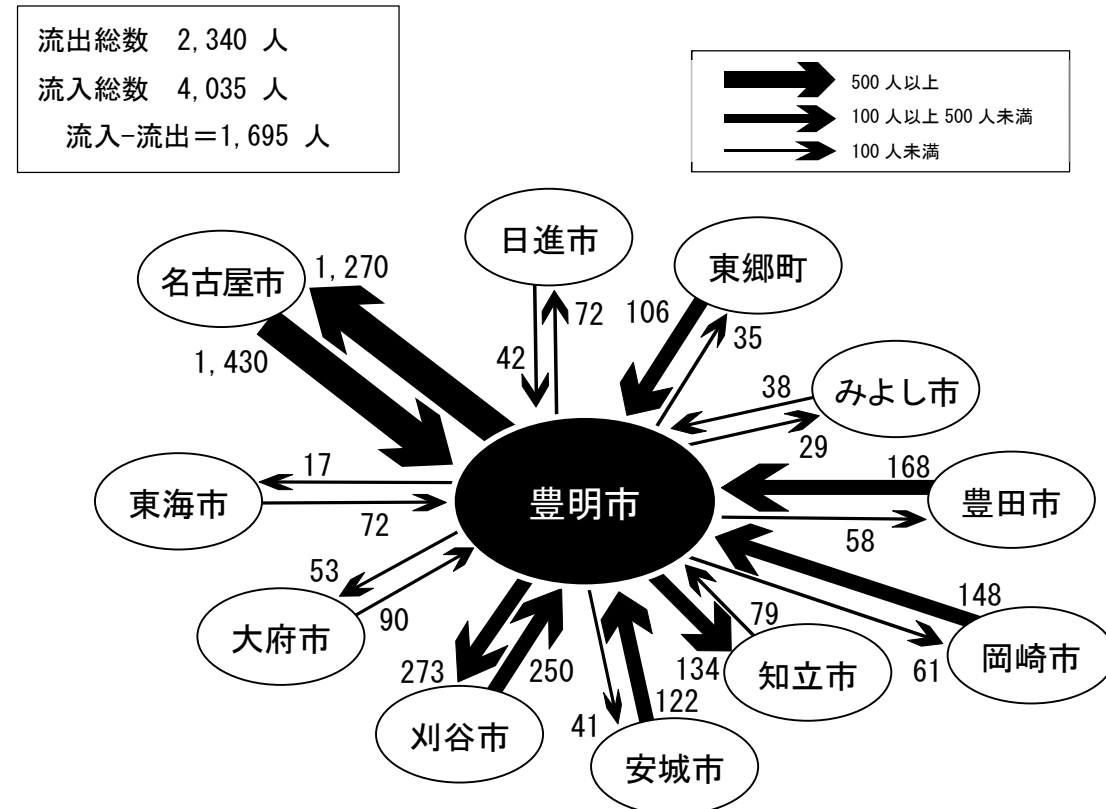 流出総数 2,340 人
流入総数 4,035 人
流入-流出＝1,695 人
500 人以上
100 人以上 500 人未満
100 人未満
日進市
東郷町
名古屋市
1,270
72
106
35
42
1,430
みよし市
38
29
168
17
東海市
豊明市
豊田市
72
58
53
90
大府市
79
148
岡崎市
273
250
134
知立市
61
122
41
刈谷市
安城市